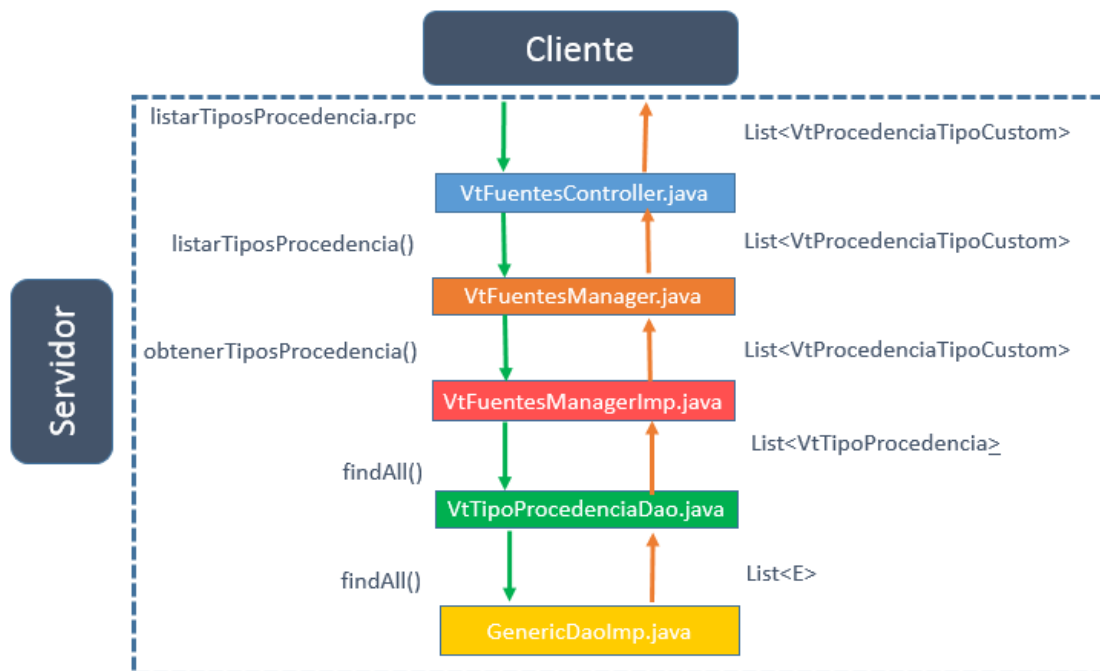 Cliente
listarTiposProcedencia.rpc
List<VtProcedenciaTipoCustom>
VtFuentesController.java
listarTiposProcedencia()
List<VtProcedenciaTipoCustom>
Servidor
VtFuentesManager.java
obtenerTiposProcedencia()
List<VtProcedenciaTipoCustom>
VtFuentesManagerImp.java
List<VtTipoProcedencia>
findAll()
VtTipoProcedenciaDao.java
findAll()
List<E>
GenericDaoImp.java